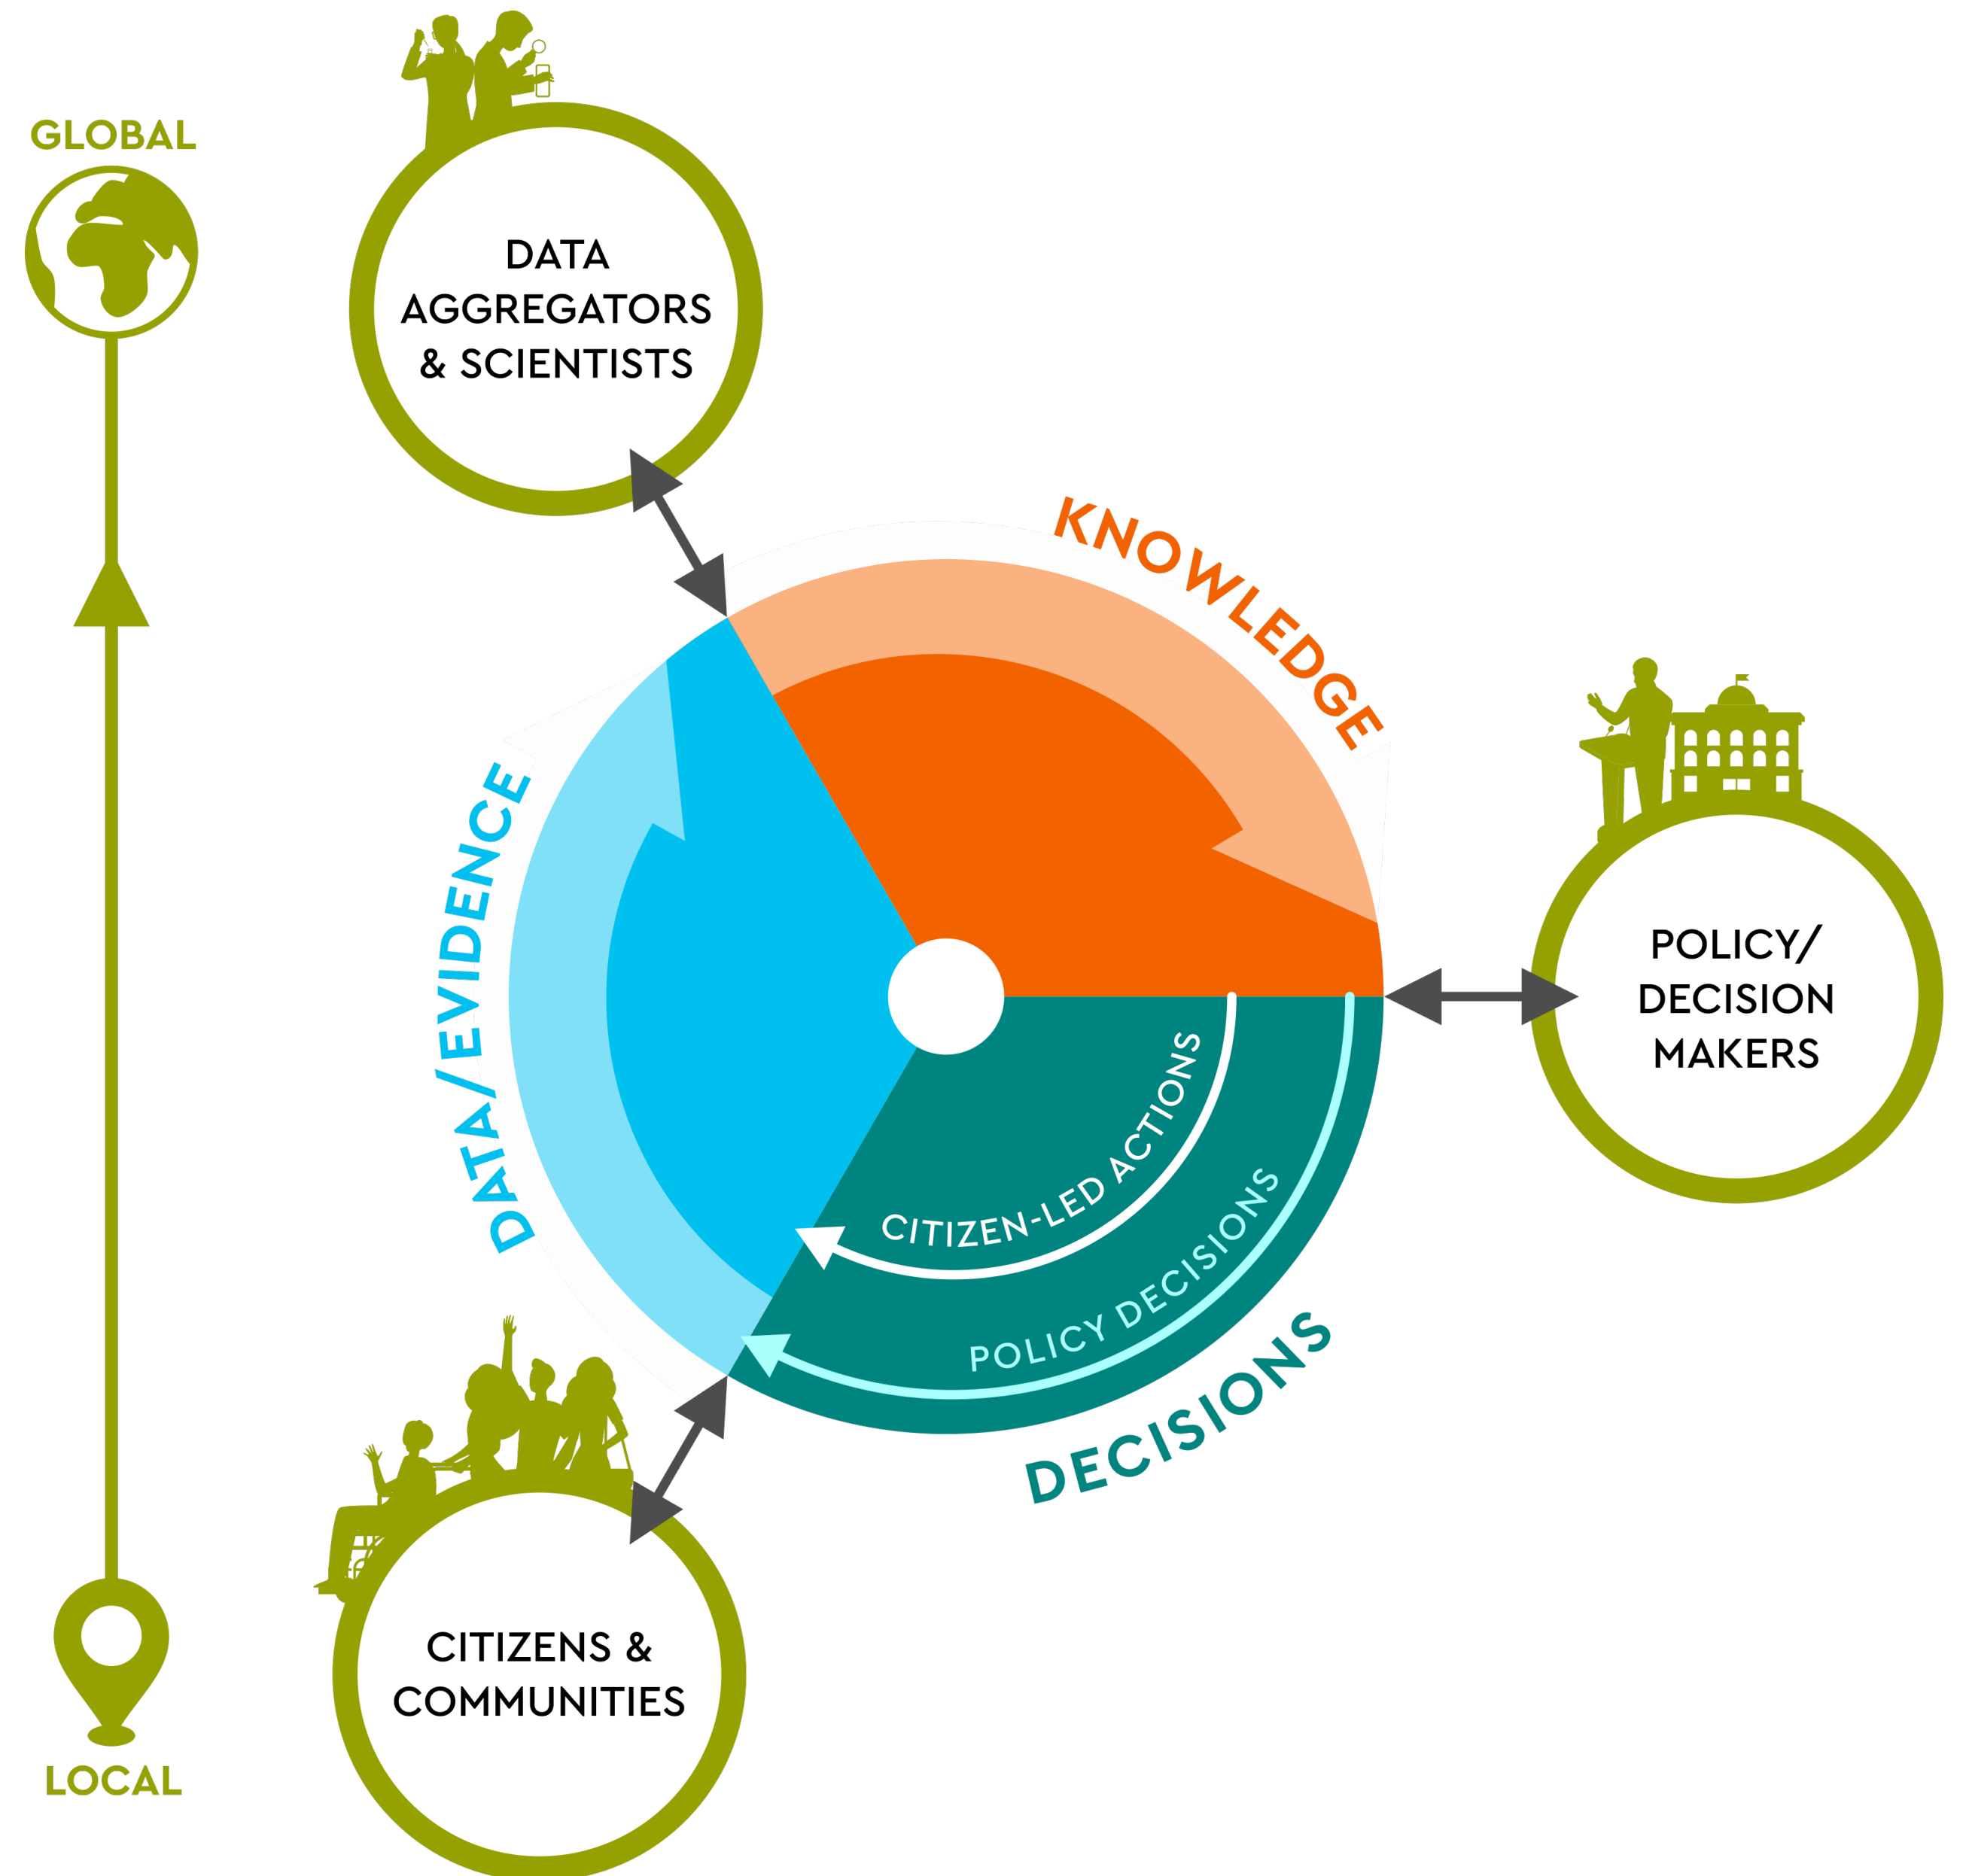 GLOBAL
DATA
AGGREGATORS
& SCIENTISTS
KNOWLEDGE
DATA/EVIDENCE
POLICY/
DECISION
MAKERS
CITIZEN-LED ACTIONS
POLICY DECISIONS
DECISIONS
CITIZENS &
COMMUNITIES
LOCAL